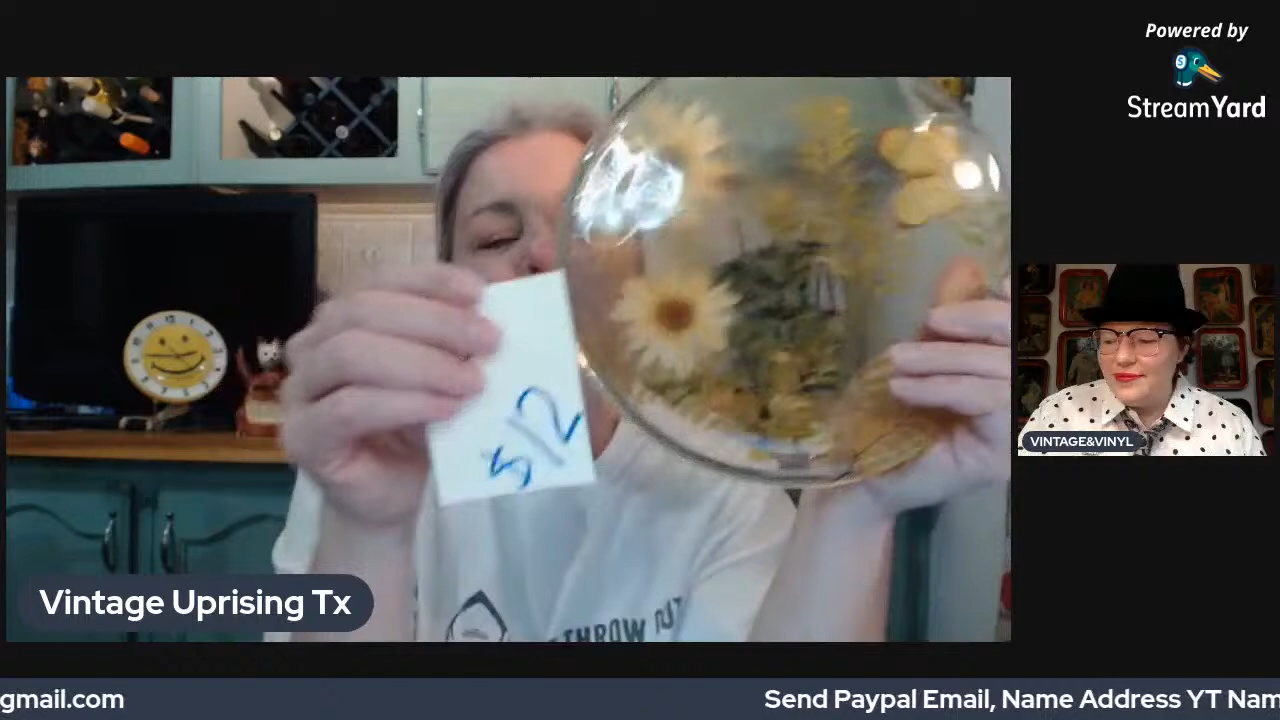 Powered by
StreamYard
S12
THROW OUT
VINTAGE&VINYL
Vintage Uprising Tx
gmail.com
Send Paypal Email, Name Address YT Nam